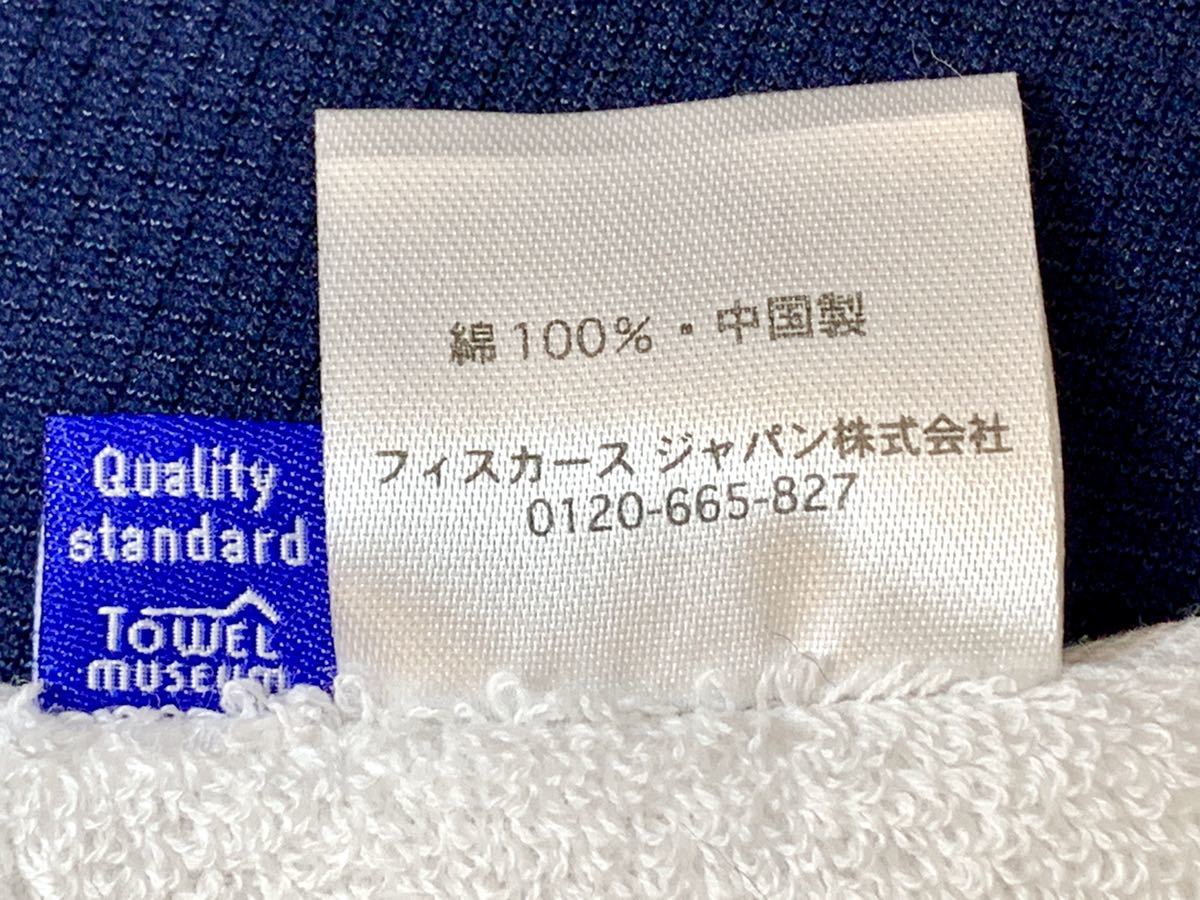 綿100%・中国製
フィスカース ジャパン株式会社
0120-665-827
Quality
standard
TOWEL
MUSEUM